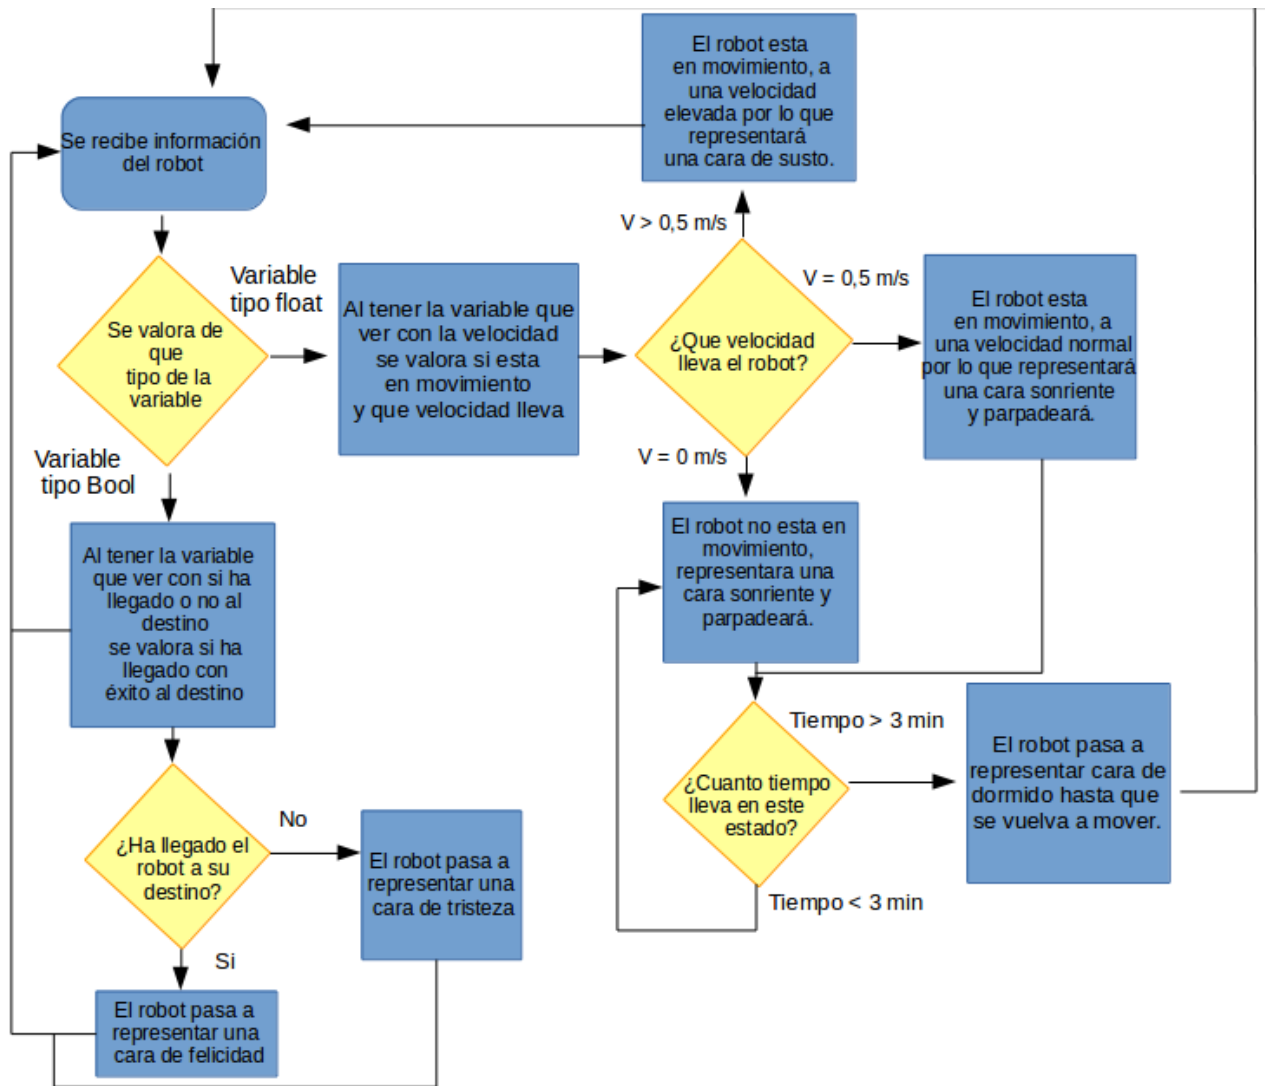 El robot esta
en movimiento, a
una velocidad
elevada por lo que
representará
una cara de susto.
Se recibe información
del robot
V > 0,5 m/s
Variable
tipo float
Se valora de
que
tipo de la
variable
Al tener la variable que
ver con la velocidad
se valora si esta
en movimiento
y que velocidad lleva
¿Que velocidad
lleva el robot?
V = 0,5 m/s
El robot esta
en movimiento, a
una velocidad normal
por lo que representará
una cara sonriente
y parpadeará.
V = 0 m/s
Variable
tipo Bool
Al tener la variable
que ver con si ha
llegado o no al
destino
se valora si ha
llegado con
éxito al destino
El robot no esta en
movimiento,
representara una
cara sonriente y
parpadeará.
Tiempo > 3 min
¿Cuanto tiempo
lleva en este
estado?
El robot pasa a
representar cara de
dormido hasta que
se vuelva a mover.
Tiempo < 3 min
¿Ha llegado el
robot a su
destino?
No
El robot pasa a
representar una
cara de tristeza
Si
El robot pasa a
representar una
cara de felicidad